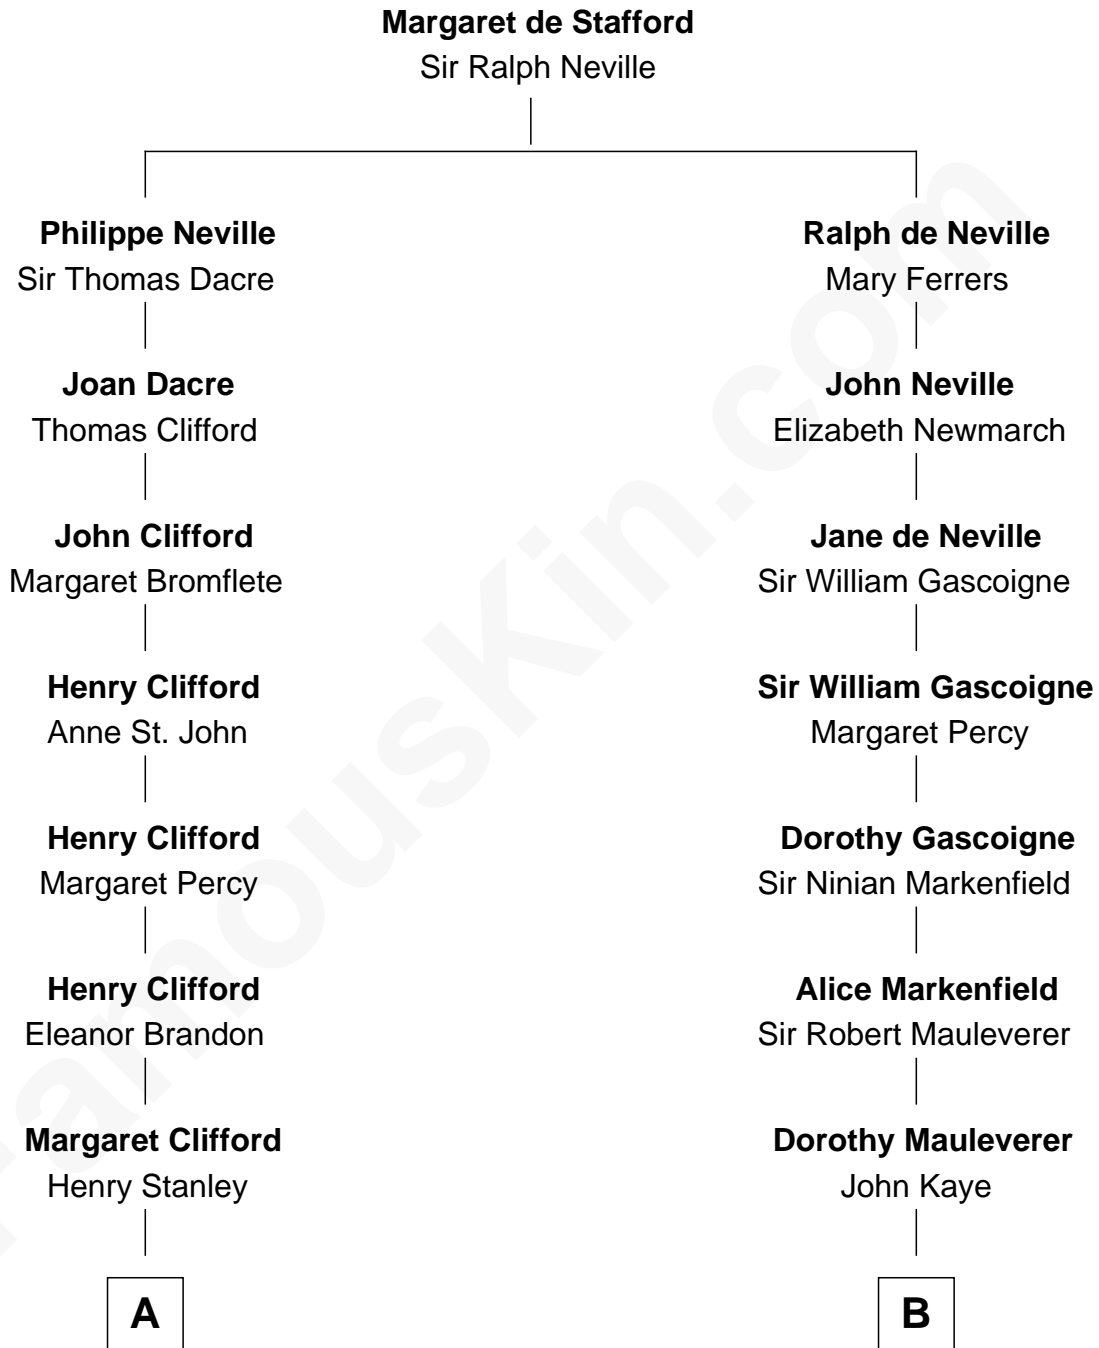 Margaret de Stafford
Sir Ralph Neville
Philippe Neville
Sir Thomas Dacre
Joan Dacre
Thomas Clifford
John Clifford
Margaret Bromflete
Henry Clifford
Anne St. John
Henry Clifford
Margaret Percy
Henry Clifford
Eleanor Brandon
Margaret Clifford
Henry Stanley
A
Ralph de Neville
Mary Ferrers
John Neville
Elizabeth Newmarch
Jane de Neville
Sir William Gascoigne
Sir William Gascoigne
Margaret Percy
Dorothy Gascoigne
Sir Ninian Markenfield
Alice Markenfield
Sir Robert Mauleverer
Dorothy Mauleverer
John Kaye
B
FamousKin.com